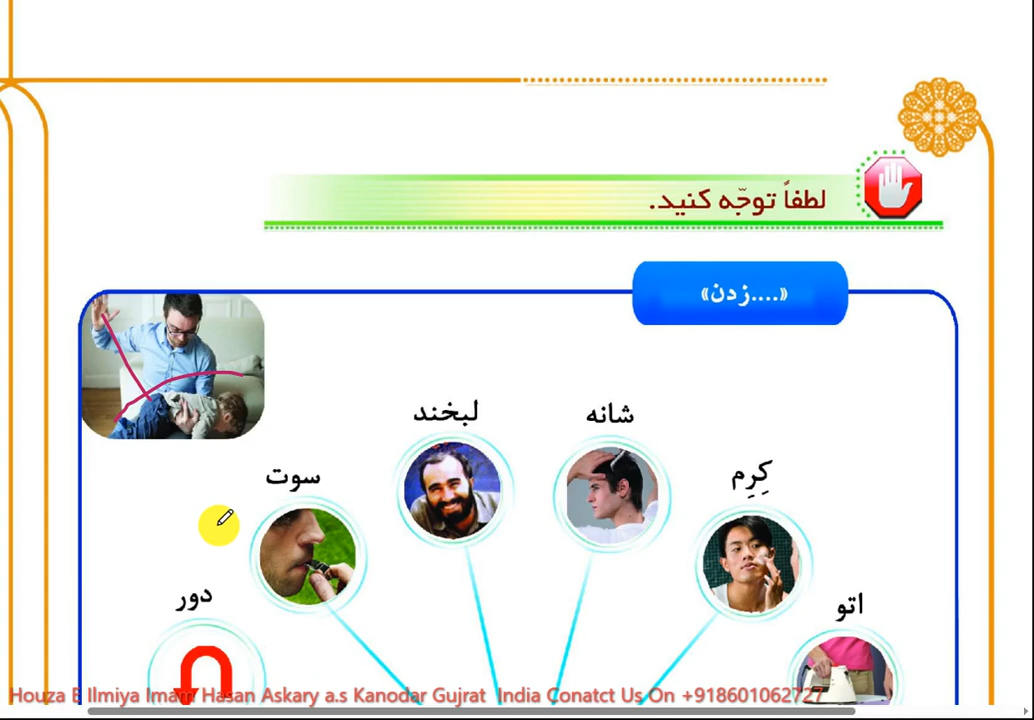 لطفاً توجّه کنید.
«....زدن»
شانه
لبخند
کِرِم
سوت
دور
اتو
Houza E Ilmiya Imam Hasan Askary a.s Kanodar Gujrat India Conatct Us On +918601062727